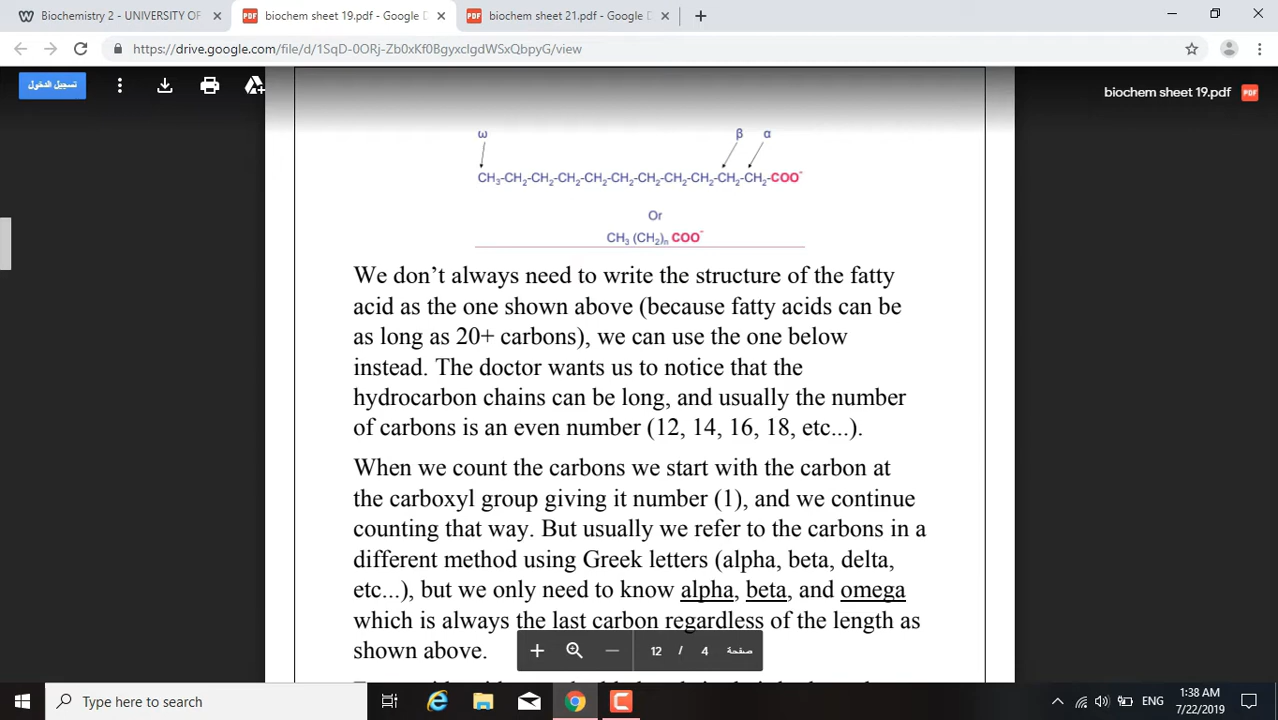 Biochemistry 2 - UNIVERSITY OF
biochem sheet 19.pdf - Google D
biochem sheet 21.pdf - Google D
https://drive.google.com/file/d/1SqD-0ORj-Zb0xKf0BgyxclgdWSxQbpyG/view
تسجيل الدخول
biochem sheet 19.pdf
PDF
ω β α
CH₃-CH₂-CH₂-CH₂-CH₂-CH₂-CH₂-CH₂-CH₂-CH₂-CH₂-COO⁻
Or
CH₃ (CH₂)ₙ COO⁻
We don't always need to write the structure of the fatty
acid as the one shown above (because fatty acids can be
as long as 20+ carbons), we can use the one below
instead. The doctor wants us to notice that the
hydrocarbon chains can be long, and usually the number
of carbons is an even number (12, 14, 16, 18, etc...).
When we count the carbons we start with the carbon at
the carboxyl group giving it number (1), and we continue
counting that way. But usually we refer to the carbons in a
different method using Greek letters (alpha, beta, delta,
etc...), but we only need to know alpha, beta, and omega
which is always the last carbon regardless of the length as
shown above.
12 / 4 صفحة
Type here to search
ENG
1:38 AM
7/22/2019